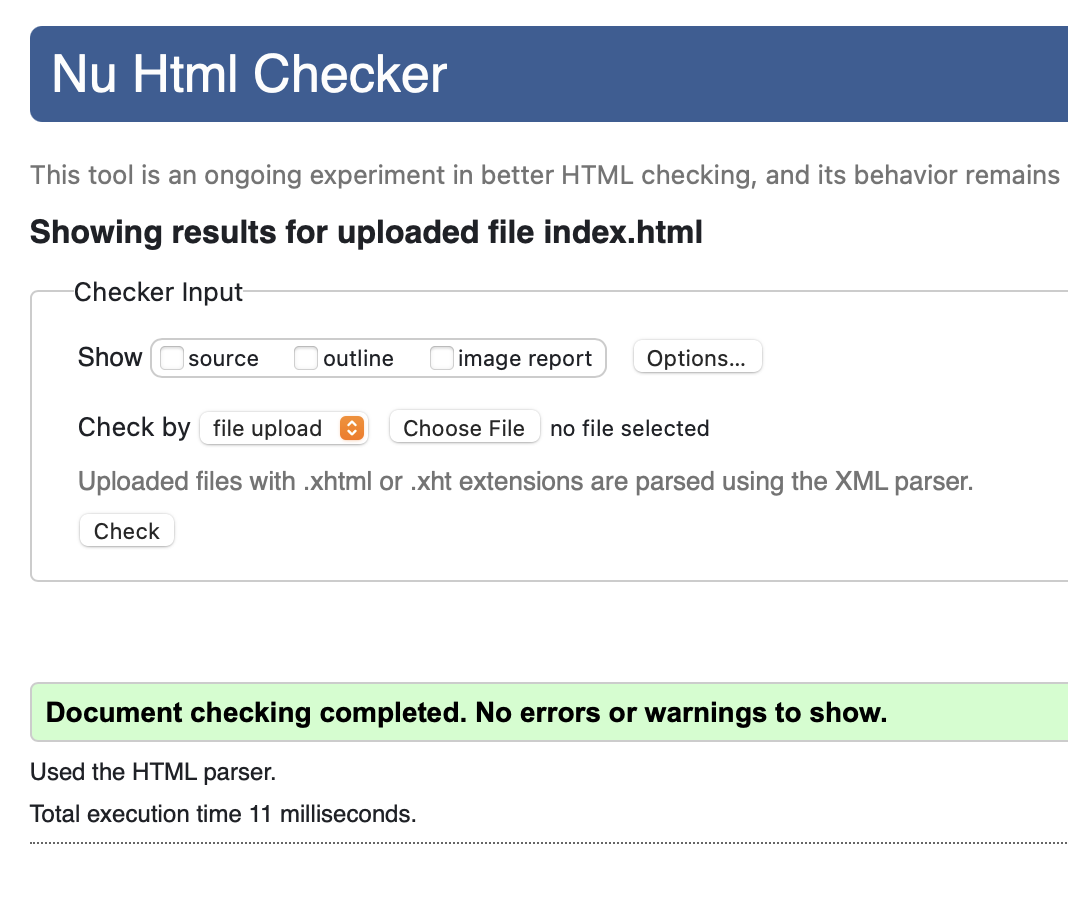 Nu Html Checker
This tool is an ongoing experiment in better HTML checking, and its behavior remains
Showing results for uploaded file index.html
Checker Input
Show source outline image report Options...
Check by file upload Choose File no file selected
Uploaded files with .xhtml or .xht extensions are parsed using the XML parser.
Check
Document checking completed. No errors or warnings to show.
Used the HTML parser.
Total execution time 11 milliseconds.